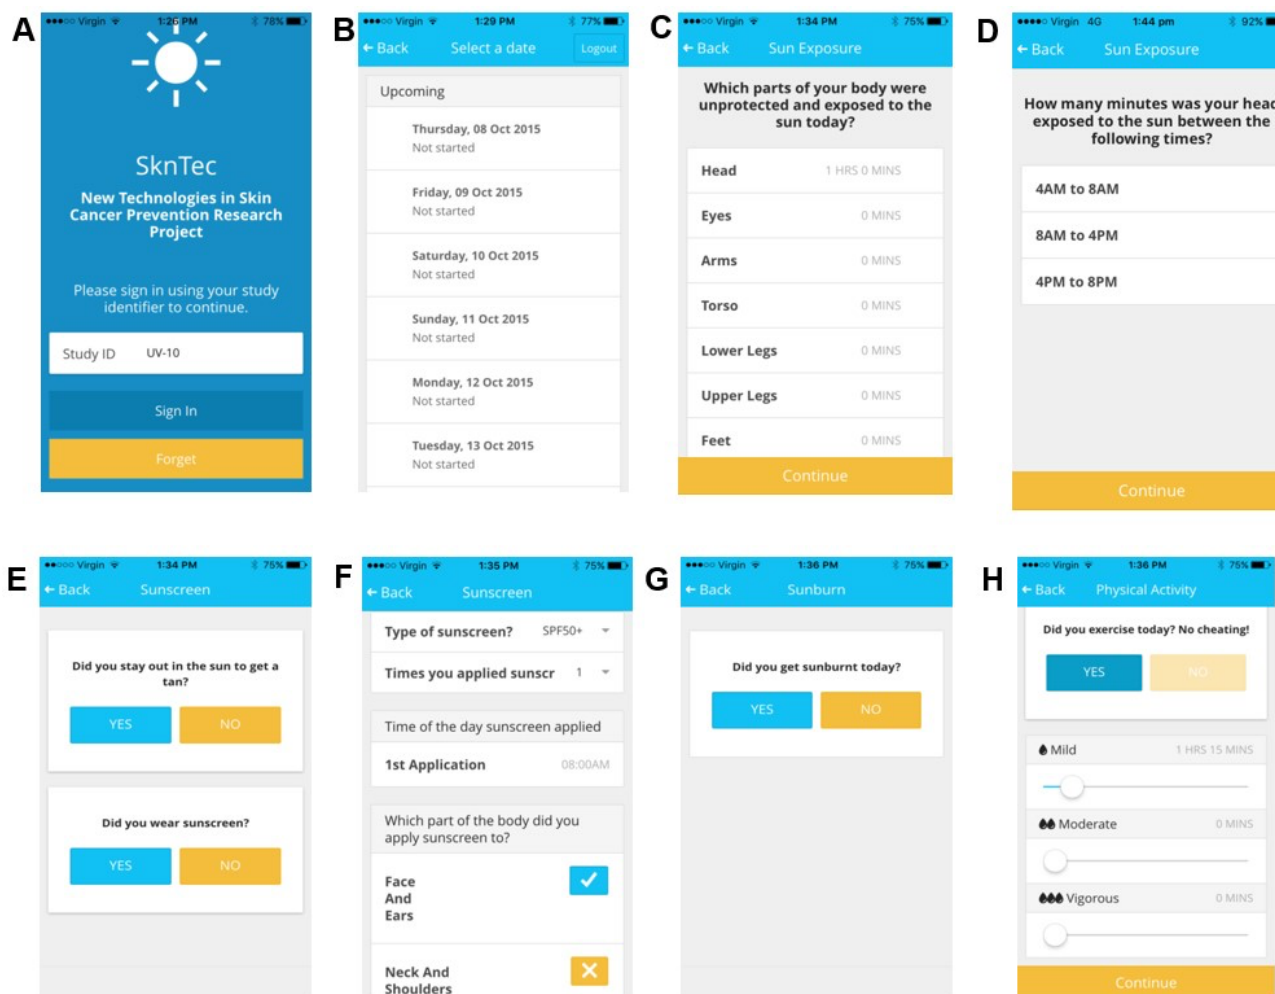 A
Virgin 1:26 PM 78%
SknTec
New Technologies in Skin
Cancer Prevention Research
Project
Please sign in using your study
identifier to continue.
Study ID UV-10
Sign In
Forget
B
Virgin 1:29 PM 77%
Back Select a date Logout
Upcoming
Thursday, 08 Oct 2015
Not started
Friday, 09 Oct 2015
Not started
Saturday, 10 Oct 2015
Not started
Sunday, 11 Oct 2015
Not started
Monday, 12 Oct 2015
Not started
Tuesday, 13 Oct 2015
Not started
C
Virgin 1:34 PM 75%
Back Sun Exposure
Which parts of your body were
unprotected and exposed to the
sun today?
Head 1 HRS 0 MINS
Eyes 0 MINS
Arms 0 MINS
Torso 0 MINS
Lower Legs 0 MINS
Upper Legs 0 MINS
Feet 0 MINS
Continue
D
Virgin 4G 1:44 pm 92%
Back Sun Exposure
How many minutes was your head
exposed to the sun between the
following times?
4AM to 8AM
8AM to 4PM
4PM to 8PM
Continue
E
Virgin 1:34 PM 75%
Back Sunscreen
Did you stay out in the sun to get a
tan?
YES NO
Did you wear sunscreen?
YES NO
F
Virgin 1:35 PM 75%
Back Sunscreen
Type of sunscreen? SPF50+
Times you applied sunscr 1
Time of the day sunscreen applied
1st Application 08:00AM
Which part of the body did you
apply sunscreen to?
Face
And
Ears
Neck And
Shoulders
G
Virgin 1:36 PM 75%
Back Sunburn
Did you get sunburnt today?
YES NO
H
Virgin 1:36 PM 75%
Back Physical Activity
Did you exercise today? No cheating!
YES NO
Mild 1 HRS 15 MINS
Moderate 0 MINS
Vigorous 0 MINS
Continue